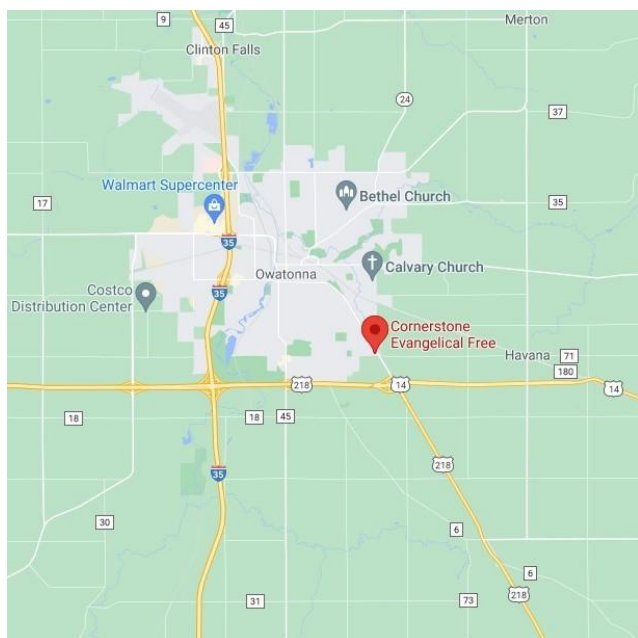 9
45
Merton
Clinton Falls
24
37
Walmart Supercenter
Bethel Church
17
35
35
Owatonna
Calvary Church
Costco
Distribution Center
35
Cornerstone
Evangelical Free
Havana
71
180
218
14
14
18
18
45
218
35
30
6
6
31
73
218